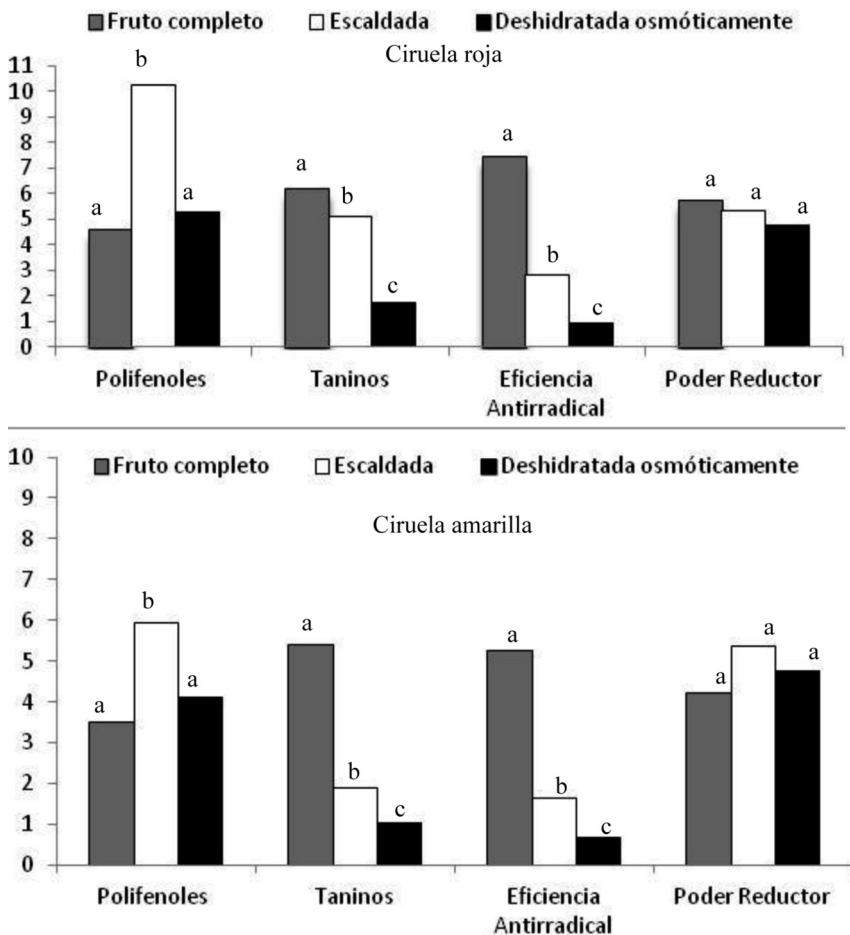 Fruto completo Escaldada Deshidratada osmóticamente
Ciruela roja
11
10
9
8
7
6
5
4
3
2
1
0
a b a
a b c
a b c
a a a
Polifenoles Taninos Eficiencia Antirradical Poder Reductor
Fruto completo Escaldada Deshidratada osmóticamente
Ciruela amarilla
10
9
8
7
6
5
4
3
2
1
0
a b a
a b c
a b c
a a a
Polifenoles Taninos Eficiencia Antirradical Poder Reductor